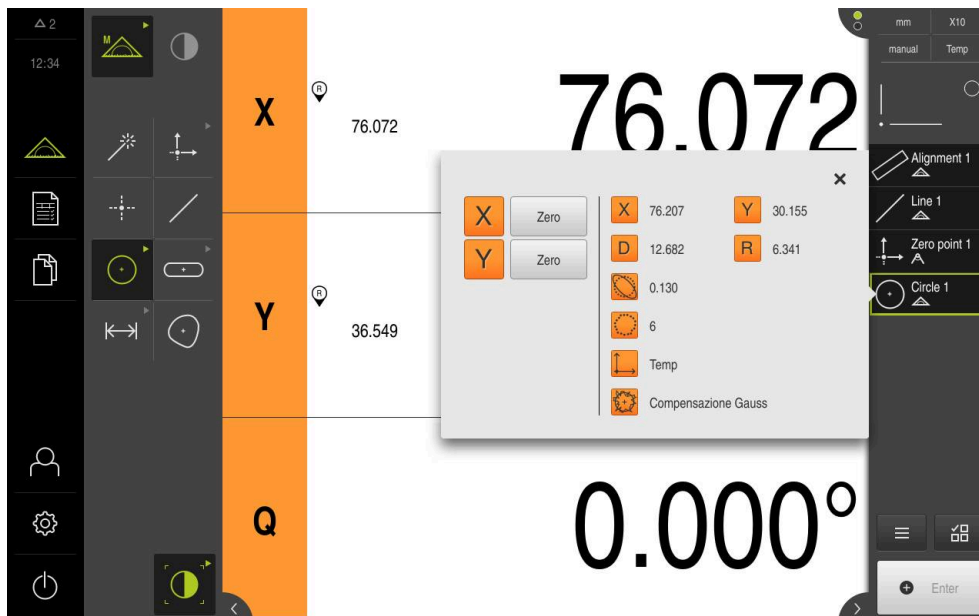 2
12:34
M
X
R
76.072
76.072
Y
R
36.549
Q
0.000°
X Zero
Y Zero
X 76.207 Y 30.155
D 12.682 R 6.341
0.130
6
Temp
Compensazione Gauss
mm X10
manual Temp
Alignment 1
Line 1
Zero point 1
Circle 1
Enter